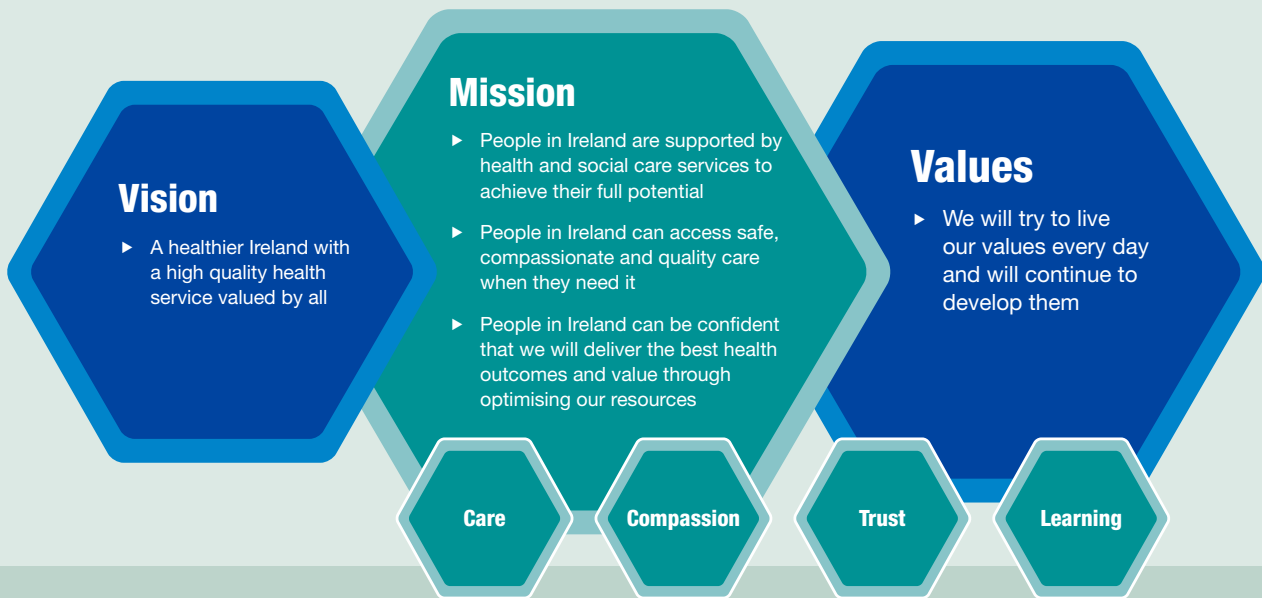 Vision
▶ A healthier Ireland with
a high quality health
service valued by all
Mission
▶ People in Ireland are supported by
health and social care services to
achieve their full potential
▶ People in Ireland can access safe,
compassionate and quality care
when they need it
▶ People in Ireland can be confident
that we will deliver the best health
outcomes and value through
optimising our resources
Values
▶ We will try to live
our values every day
and will continue to
develop them
Care
Compassion
Trust
Learning